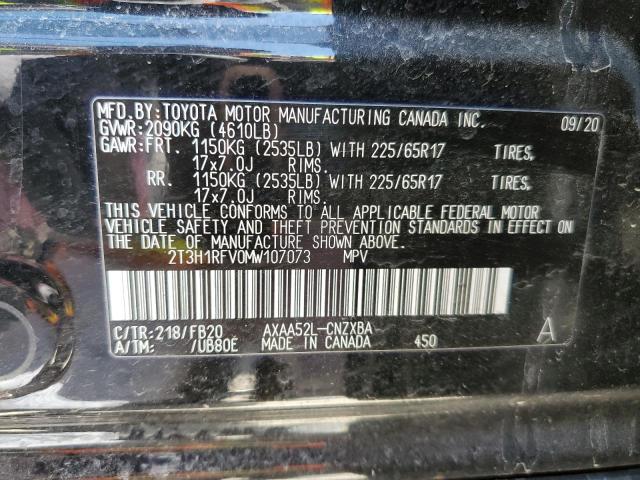 MFD.BY:TOYOTA MOTOR MANUFACTURING CANADA INC. 09/20
GVWR:2090KG (4610LB)
GAWR:FRT. 1150KG (2535LB) WITH 225/65R17 TIRES,
17x7.0J RIMS.
RR. 1150KG (2535LB) WITH 225/65R17 TIRES,
17x7.0J RIMS.
THIS VEHICLE CONFORMS TO ALL APPLICABLE FEDERAL MOTOR
VEHICLE SAFETY AND THEFT PREVENTION STANDARDS IN EFFECT ON
THE DATE OF MANUFACTURE SHOWN ABOVE.
2T3H1RFV0MW107073 MPV
C/TR:218/FB20 AXAA52L-CNZXBA A
A/TM: /UB80E MADE IN CANADA 450